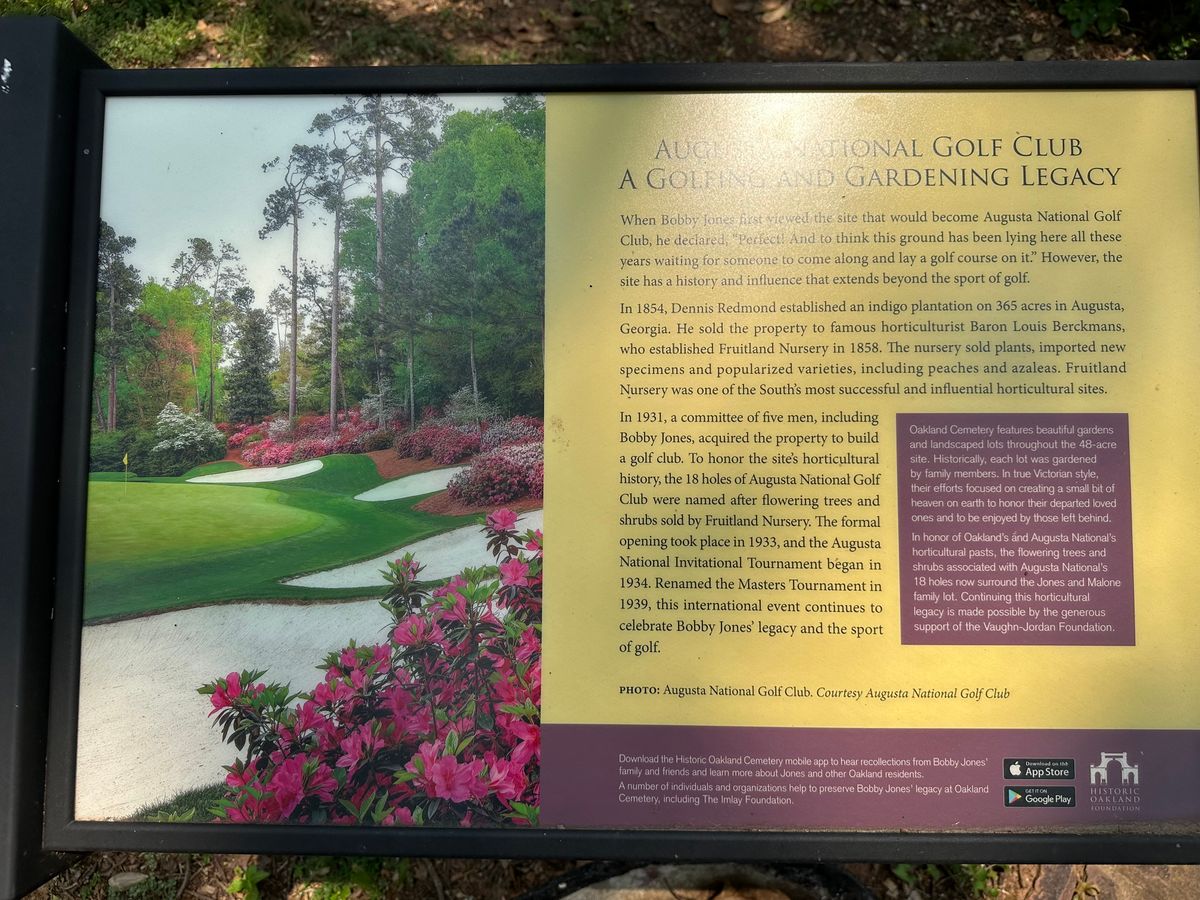 AUGUSTA NATIONAL GOLF CLUB
A GOLFING AND GARDENING LEGACY
When Bobby Jones first viewed the site that would become Augusta National Golf
Club, he declared, “Perfect! And to think this ground has been lying here all these
years waiting for someone to come along and lay a golf course on it.” However, the
site has a history and influence that extends beyond the sport of golf.
In 1854, Dennis Redmond established an indigo plantation on 365 acres in Augusta,
Georgia. He sold the property to famous horticulturist Baron Louis Berckmans,
who established Fruitland Nursery in 1858. The nursery sold plants, imported new
specimens and popularized varieties, including peaches and azaleas. Fruitland
Nursery was one of the South’s most successful and influential horticultural sites.
In 1931, a committee of five men, including
Bobby Jones, acquired the property to build
a golf club. To honor the site’s horticultural
history, the 18 holes of Augusta National Golf
Club were named after flowering trees and
shrubs sold by Fruitland Nursery. The formal
opening took place in 1933, and the Augusta
National Invitational Tournament began in
1934. Renamed the Masters Tournament in
1939, this international event continues to
celebrate Bobby Jones’ legacy and the sport
of golf.
Oakland Cemetery features beautiful gardens
and landscaped lots throughout the 48-acre
site. Historically, each lot was gardened
by family members. In true Victorian style,
their efforts focused on creating a small bit of
heaven on earth to honor their departed loved
ones and to be enjoyed by those left behind.
In honor of Oakland’s and Augusta National’s
horticultural pasts, the flowering trees and
shrubs associated with Augusta National’s
18 holes now surround the Jones and Malone
family lot. Continuing this horticultural
legacy is made possible by the generous
support of the Vaughn-Jordan Foundation.
PHOTO: Augusta National Golf Club. Courtesy Augusta National Golf Club
Download the Historic Oakland Cemetery mobile app to hear recollections from Bobby Jones’
family and friends and learn more about Jones and other Oakland residents.
A number of individuals and organizations help to preserve Bobby Jones’ legacy at Oakland
Cemetery, including The Imlay Foundation.
Download on the
App Store
GET IT ON
Google Play
HISTORIC
OAKLAND
FOUNDATION